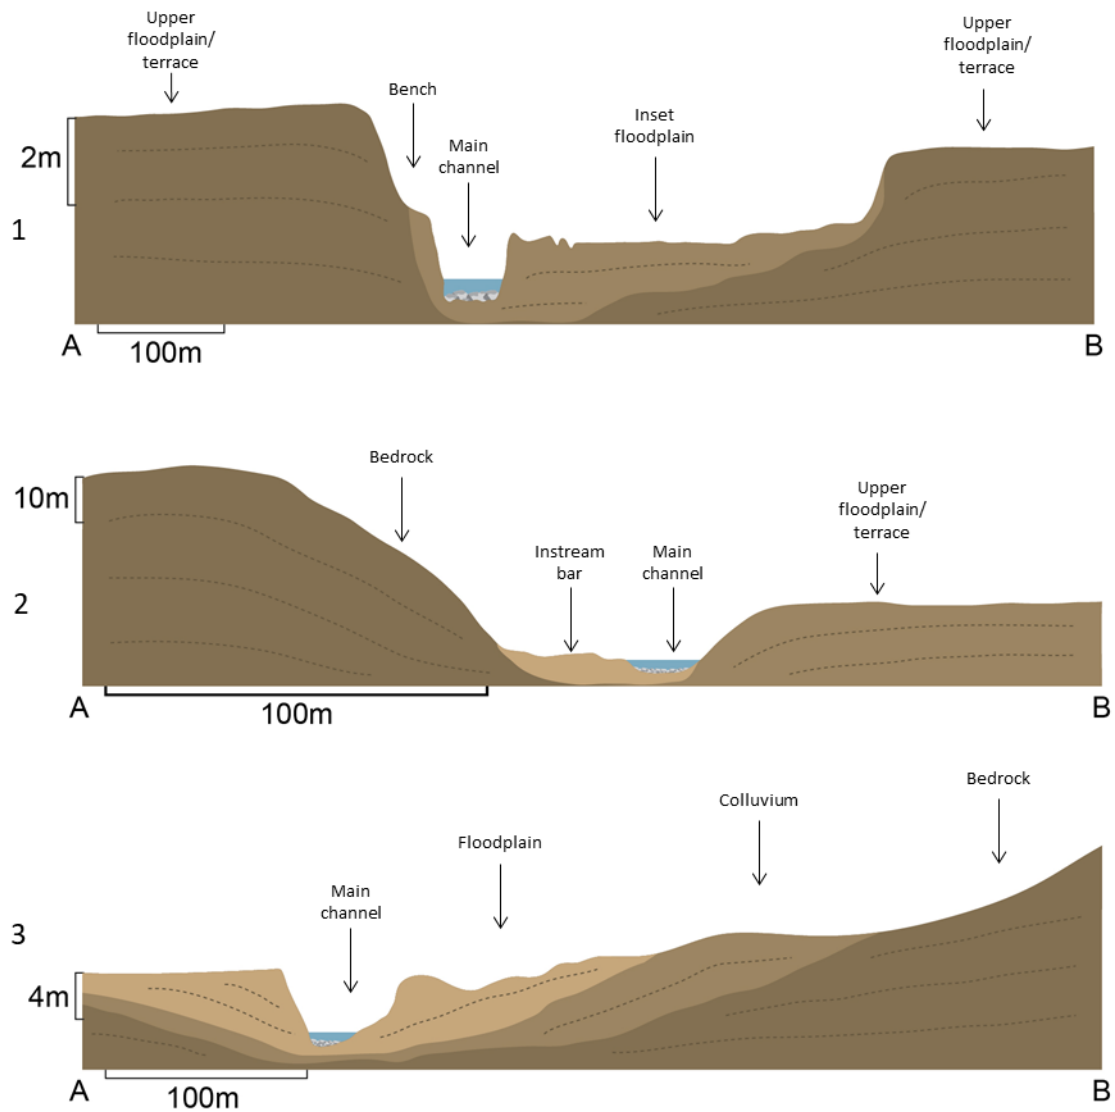 Upper
floodplain/
terrace
Bench
Main
channel
Inset
floodplain
Upper
floodplain/
terrace
2m
1
A
100m
B
Bedrock
Instream
bar
Main
channel
Upper
floodplain/
terrace
10m
2
A
100m
B
Main
channel
Floodplain
Colluvium
Bedrock
3
4m
A
100m
B